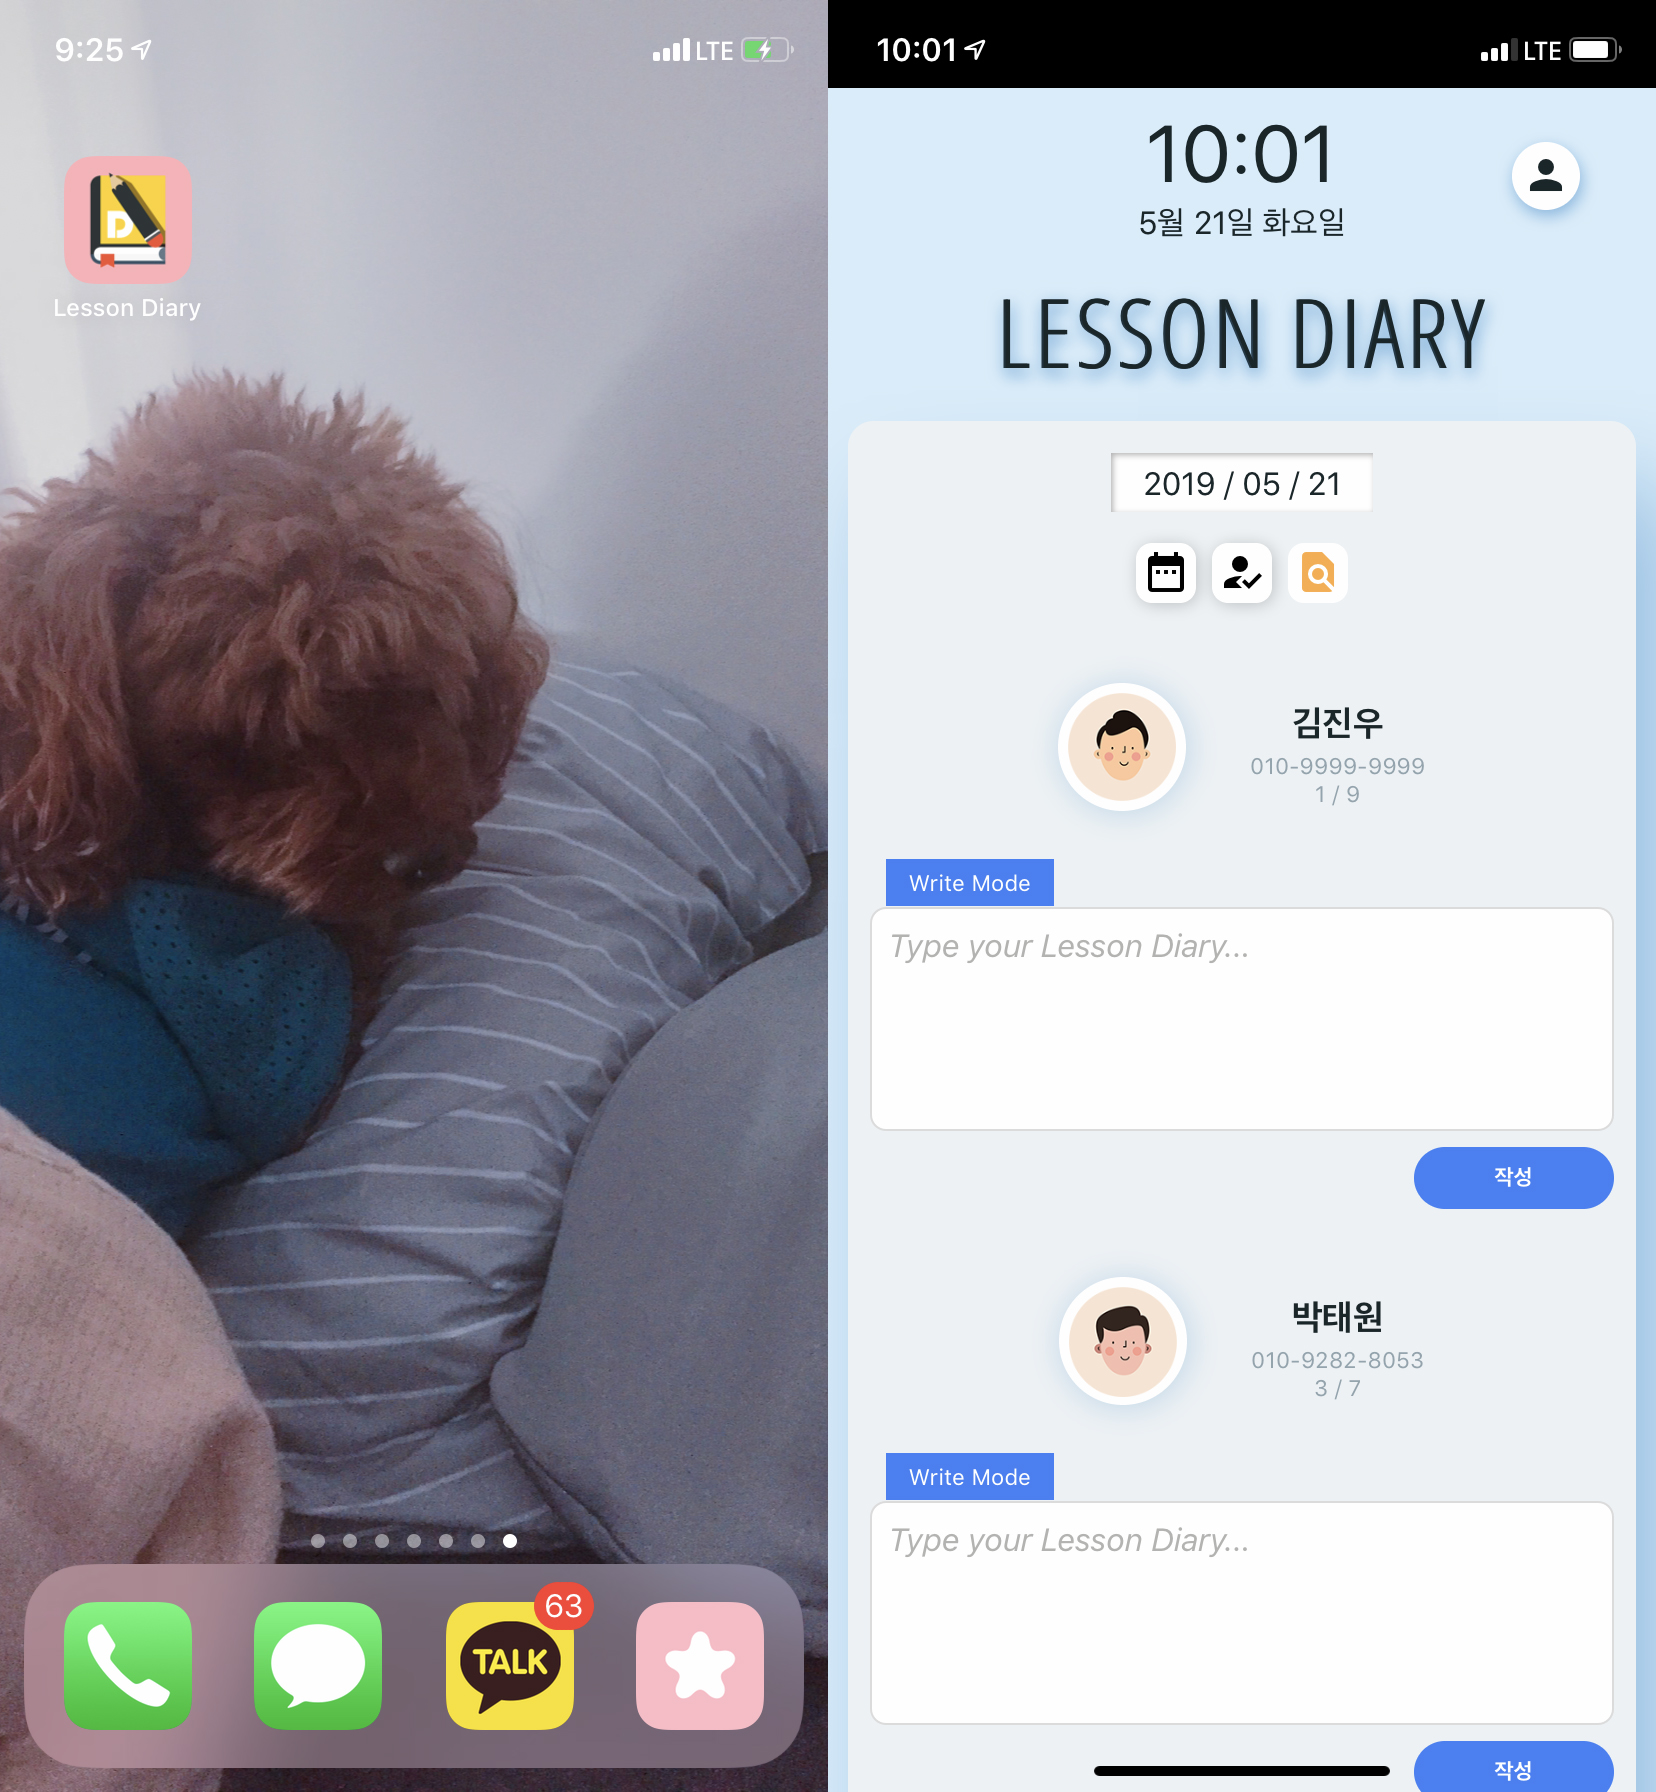 9:25
LTE
D
Lesson Diary
63
TALK
10:01
LTE
10:01
5월 21일 화요일
LESSON DIARY
2019 / 05 / 21
김진우
010-9999-9999
1 / 9
Write Mode
Type your Lesson Diary...
작성
박태원
010-9282-8053
3 / 7
Write Mode
Type your Lesson Diary...
작성